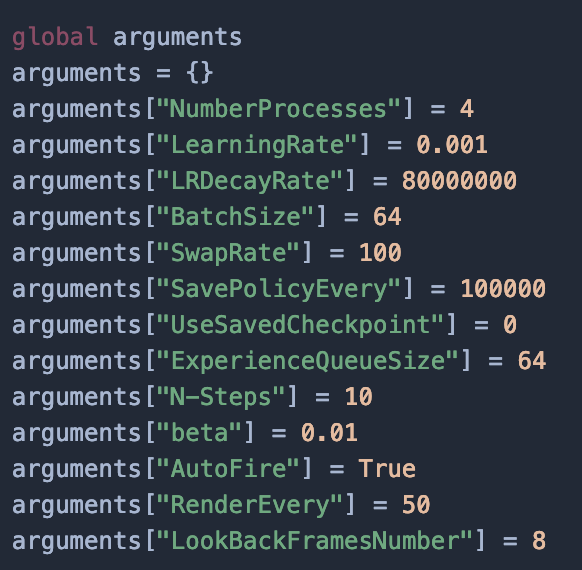 global arguments
arguments = {}
arguments["NumberProcesses"] = 4
arguments["LearningRate"] = 0.001
arguments["LRDecayRate"] = 80000000
arguments["BatchSize"] = 64
arguments["SwapRate"] = 100
arguments["SavePolicyEvery"] = 100000
arguments["UseSavedCheckpoint"] = 0
arguments["ExperienceQueueSize"] = 64
arguments["N-Steps"] = 10
arguments["beta"] = 0.01
arguments["AutoFire"] = True
arguments["RenderEvery"] = 50
arguments["LookBackFramesNumber"] = 8